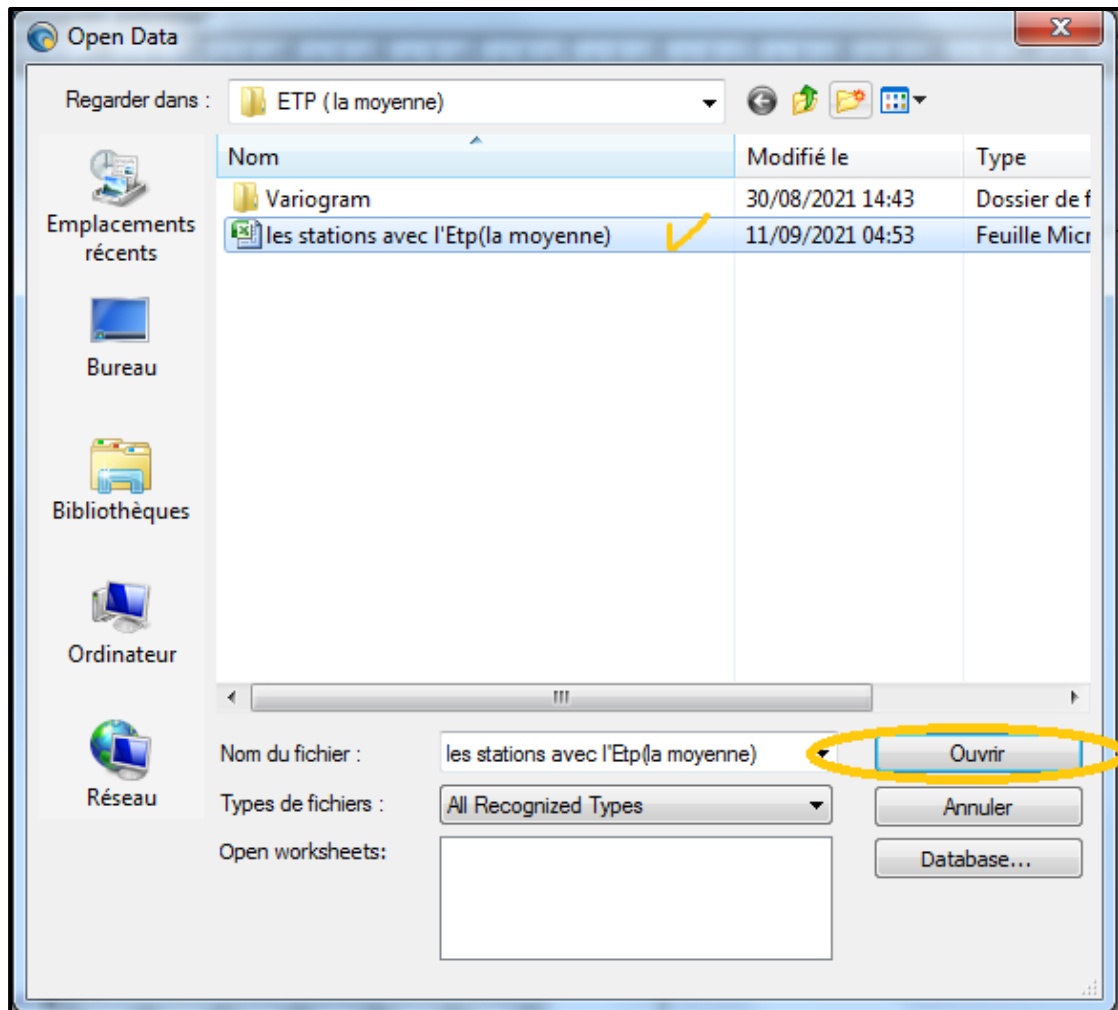 Open Data
Regarder dans :
ETP ( la moyenne)
Nom
Modifié le
Type
Variogram
30/08/2021 14:43
Dossier de f
les stations avec l'Etp(la moyenne)
11/09/2021 04:53
Feuille Micr
Emplacements
récents
Bureau
Bibliothèques
Ordinateur
Réseau
Nom du fichier :
les stations avec l'Etp(la moyenne)
Ouvrir
Types de fichiers :
All Recognized Types
Annuler
Open worksheets:
Database...